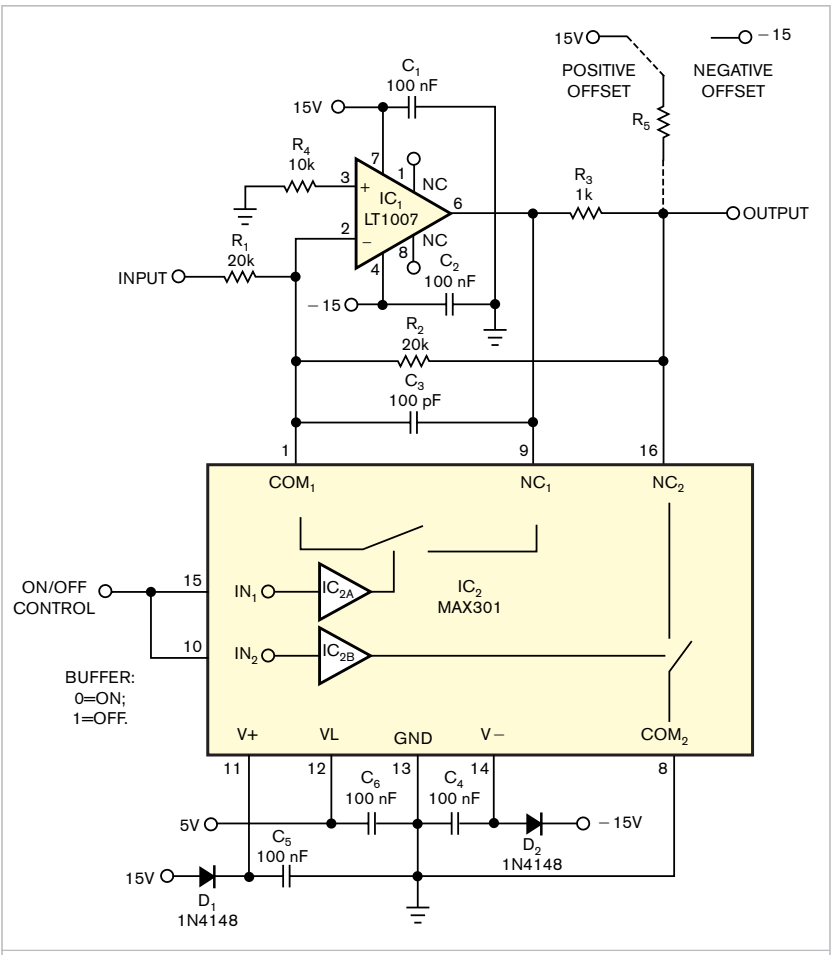 15V
– 15
POSITIVE
OFFSET
NEGATIVE
OFFSET
C1
100 nF
15V
R5
R4
10k
7
1
NC
3
+
IC1
LT1007
6
R3
1k
OUTPUT
2
–
NC
8
R1
20k
INPUT
4
C2
100 nF
– 15
R2
20k
C3
100 pF
1
9
16
COM1
NC1
NC2
ON/OFF
CONTROL
15
IN1
IC2A
IC2
MAX301
10
IN2
IC2B
BUFFER:
0=ON;
1=OFF.
V+
VL
GND
V–
COM2
11
12
13
14
8
C6
100 nF
C4
100 nF
5V
– 15V
C5
100 nF
D2
1N4148
15V
D1
1N4148